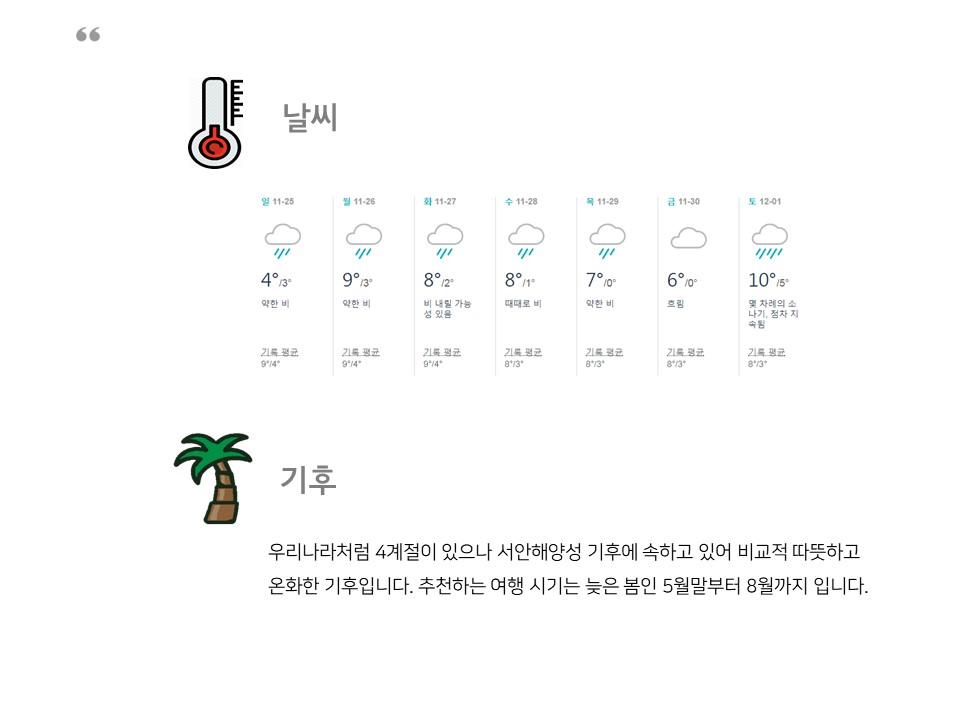 “
날씨
일 11-25 월 11-26 화 11-27 수 11-28 목 11-29 금 11-30 토 12-01
4°/3° 9°/3° 8°/2° 8°/1° 7°/0° 6°/0° 10°/5°
약한 비 약한 비 비 내릴 가능 때때로 비 약한 비 흐림 몇 차례의 소
성 있음 나기, 점차 지
속됨
기록 평균 기록 평균 기록 평균 기록 평균 기록 평균 기록 평균 기록 평균
9°/4° 9°/4° 9°/4° 8°/3° 8°/3° 8°/3° 8°/3°
기후
우리나라처럼 4계절이 있으나 서안해양성 기후에 속하고 있어 비교적 따뜻하고
온화한 기후입니다. 추천하는 여행 시기는 늦은 봄인 5월말부터 8월까지 입니다.